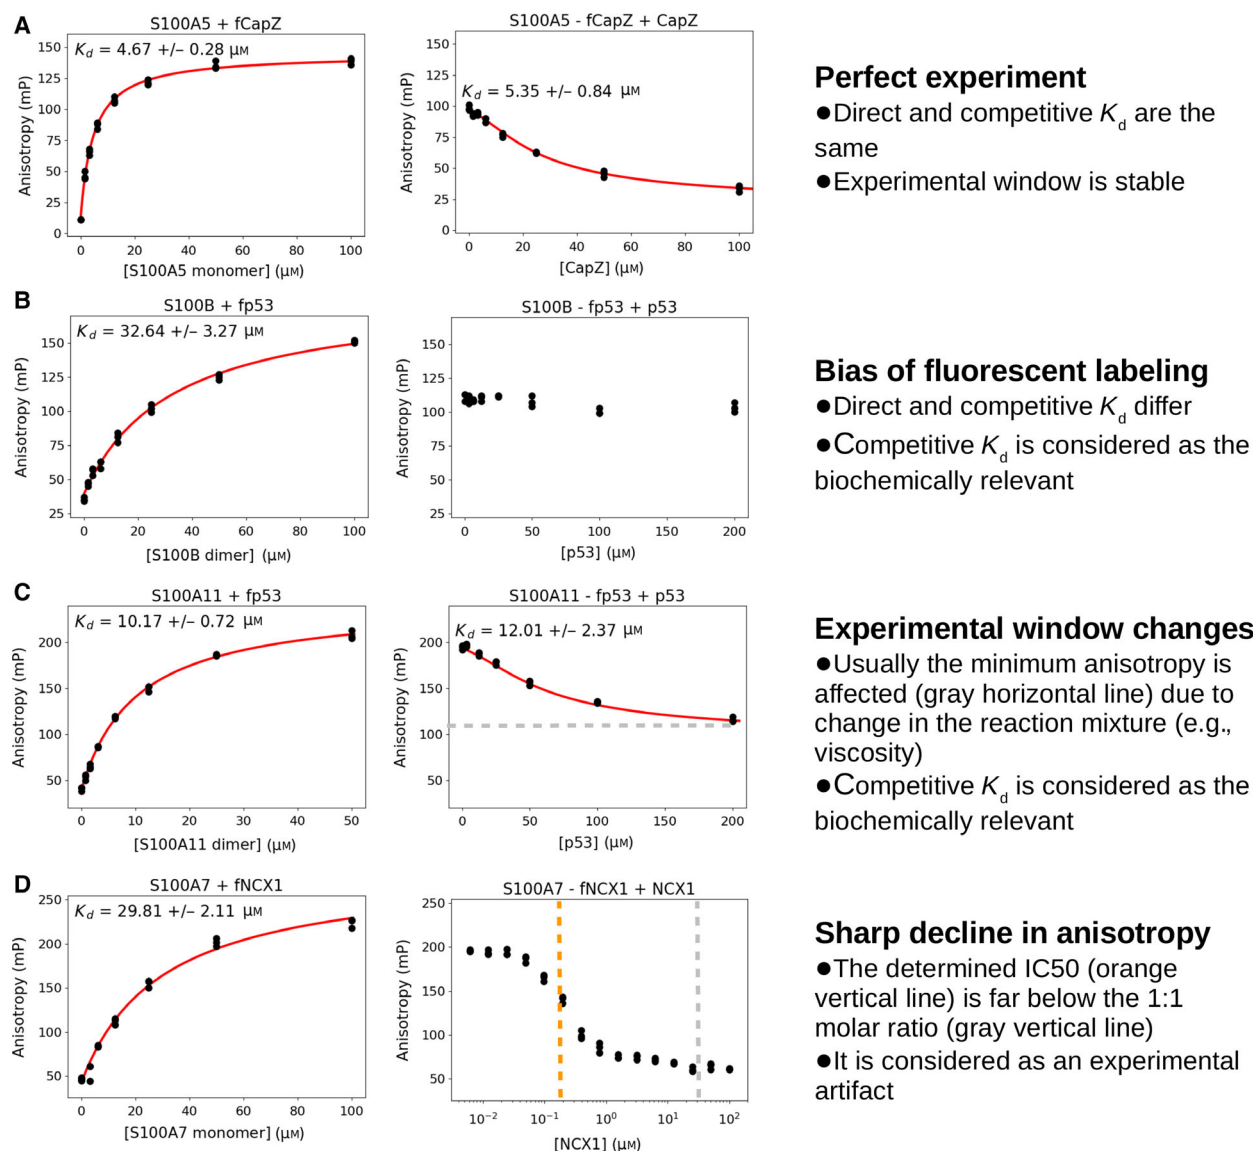 A
S100A5 + fCapZ
Kd = 4.67 +/– 0.28 μM
Anisotropy (mP)
150
125
100
75
50
25
0
0 20 40 60 80 100
[S100A5 monomer] (μM)
S100A5 - fCapZ + CapZ
Kd = 5.35 +/– 0.84 μM
Anisotropy (mP)
150
125
100
75
50
25
0
0 20 40 60 80 100
[CapZ] (μM)
Perfect experiment
●Direct and competitive Kd are the
same
●Experimental window is stable
B
S100B + fp53
Kd = 32.64 +/– 3.27 μM
Anisotropy (mP)
150
125
100
75
50
25
0 20 40 60 80 100
[S100B dimer] (μM)
S100B - fp53 + p53
Anisotropy (mP)
150
125
100
75
50
25
0 50 100 150 200
[p53] (μM)
Bias of fluorescent labeling
●Direct and competitive Kd differ
●Competitive Kd is considered as the
biochemically relevant
C
S100A11 + fp53
Kd = 10.17 +/– 0.72 μM
Anisotropy (mP)
200
150
100
50
0 10 20 30 40 50
[S100A11 dimer] (μM)
S100A11 - fp53 + p53
Kd = 12.01 +/– 2.37 μM
Anisotropy (mP)
200
150
100
50
0 50 100 150 200
[p53] (μM)
Experimental window changes
●Usually the minimum anisotropy is
affected (gray horizontal line) due to
change in the reaction mixture (e.g.,
viscosity)
●Competitive Kd is considered as the
biochemically relevant
D
S100A7 + fNCX1
Kd = 29.81 +/– 2.11 μM
Anisotropy (mP)
250
200
150
100
50
0 20 40 60 80 100
[S100A7 monomer] (μM)
S100A7 - fNCX1 + NCX1
Anisotropy (mP)
250
200
150
100
50
10⁻² 10⁻¹ 10⁰ 10¹ 10²
[NCX1] (μM)
Sharp decline in anisotropy
●The determined IC50 (orange
vertical line) is far below the 1:1
molar ratio (gray vertical line)
●It is considered as an experimental
artifact